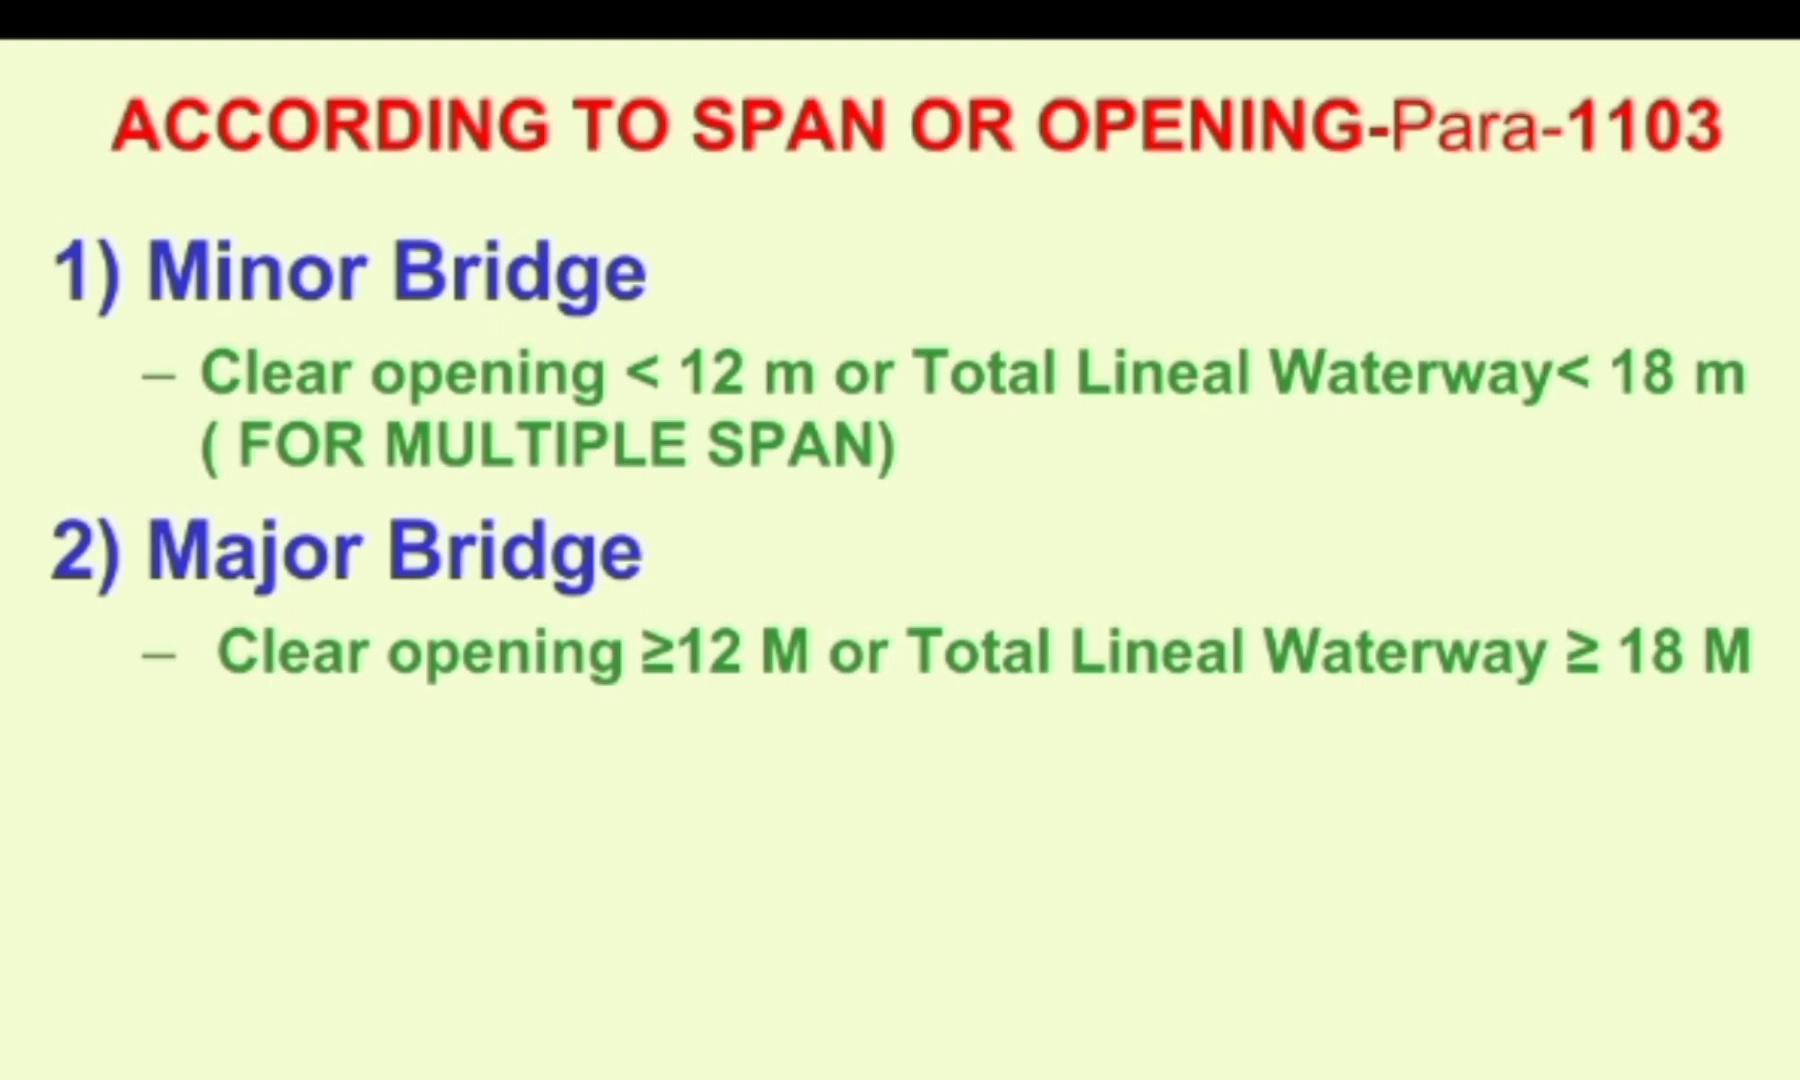 ACCORDING TO SPAN OR OPENING-Para-1103
1) Minor Bridge
– Clear opening < 12 m or Total Lineal Waterway< 18 m
( FOR MULTIPLE SPAN)
2) Major Bridge
– Clear opening ≥12 M or Total Lineal Waterway ≥ 18 M